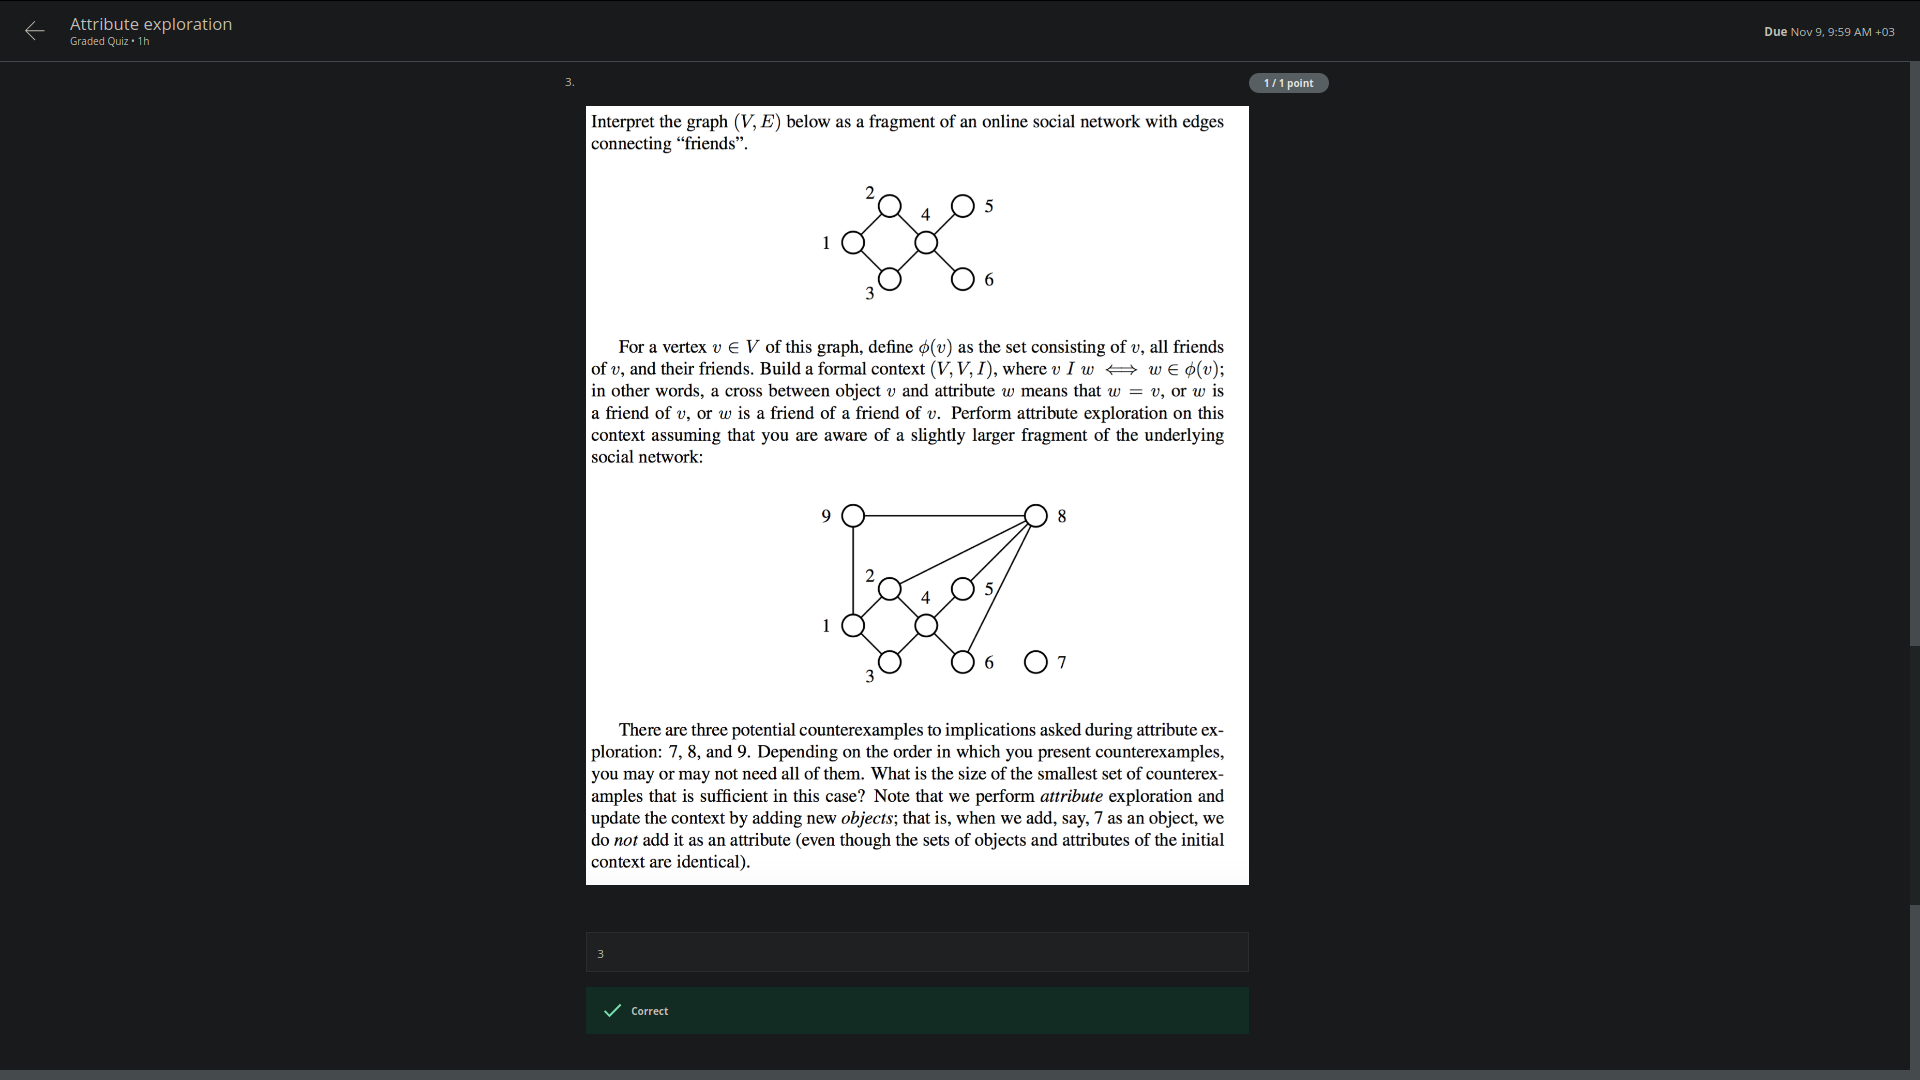 Attribute exploration
Graded Quiz • 1h
Due Nov 9, 9:59 AM +03
3.
1 / 1 point
Interpret the graph (V, E) below as a fragment of an online social network with edges
connecting “friends”.
2
5
4
1
6
3
For a vertex v ∈ V of this graph, define ϕ(v) as the set consisting of v, all friends
of v, and their friends. Build a formal context (V, V, I), where v I w ⟺ w ∈ ϕ(v);
in other words, a cross between object v and attribute w means that w = v, or w is
a friend of v, or w is a friend of a friend of v. Perform attribute exploration on this
context assuming that you are aware of a slightly larger fragment of the underlying
social network:
9
8
2
5
4
1
6
7
3
There are three potential counterexamples to implications asked during attribute ex-
ploration: 7, 8, and 9. Depending on the order in which you present counterexamples,
you may or may not need all of them. What is the size of the smallest set of counterex-
amples that is sufficient in this case? Note that we perform attribute exploration and
update the context by adding new objects; that is, when we add, say, 7 as an object, we
do not add it as an attribute (even though the sets of objects and attributes of the initial
context are identical).
3
Correct